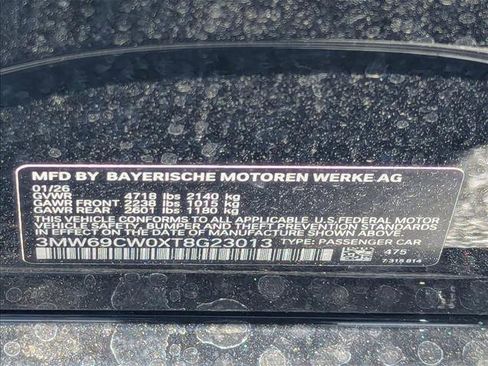 MFD BY BAYERISCHE MOTOREN WERKE AG
01/26
GVWR 4718 lbs 2140 kg
GAWR FRONT 2238 lbs 1015 kg
GAWR REAR 2601 lbs 1180 kg
THIS VEHICLE CONFORMS TO ALL APPLICABLE U.S. FEDERAL MOTOR
VEHICLE SAFETY, BUMPER AND THEFT PREVENTION STANDARDS
IN EFFECT ON THE DATE OF MANUFACTURE SHOWN ABOVE.
3MW69CW0XT8G23013 TYPE: PASSENGER CAR
475
7 318 614